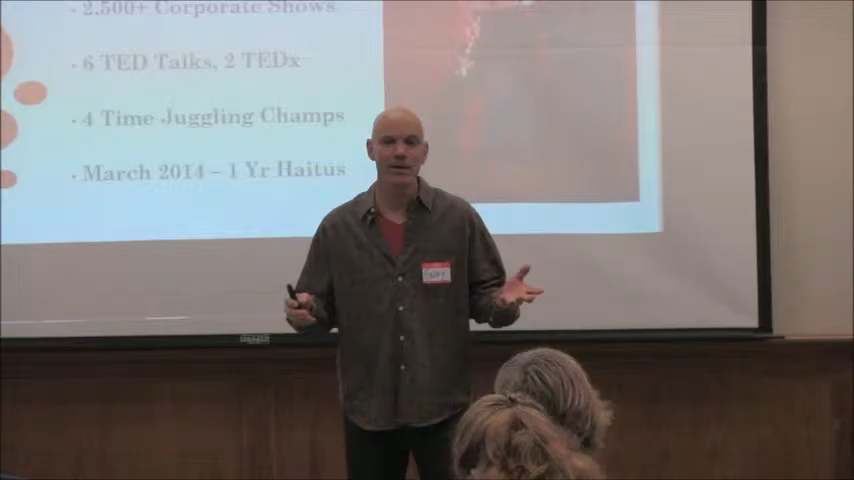 · 2,500+ Corporate Shows
· 6 TED Talks, 2 TEDx
· 4 Time Juggling Champs
· March 2014 – 1 Yr Haitus